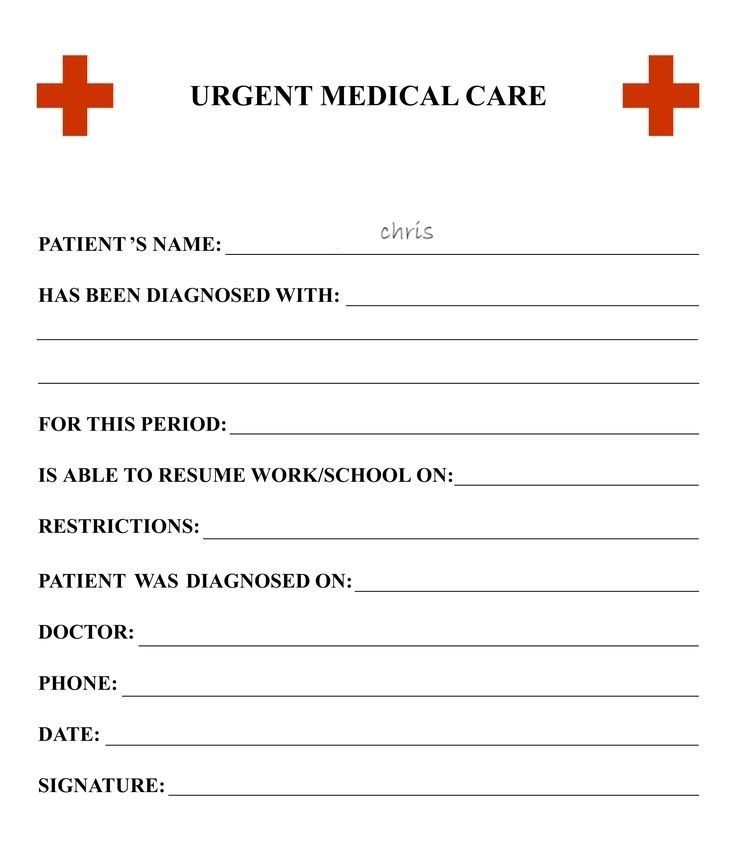 URGENT MEDICAL CARE
PATIENT'S NAME: chris
HAS BEEN DIAGNOSED WITH:
FOR THIS PERIOD:
IS ABLE TO RESUME WORK/SCHOOL ON:
RESTRICTIONS:
PATIENT WAS DIAGNOSED ON:
DOCTOR:
PHONE:
DATE:
SIGNATURE: